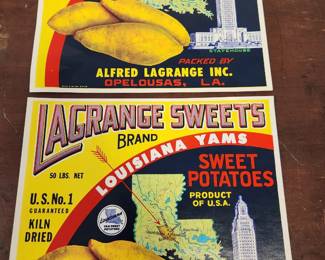 STATEHOUSE
PACKED BY
ALFRED LAGRANGE INC.
OPELOUSAS, LA.
LAGRANGE SWEETS
BRAND
50 LBS. NET
LOUISIANA YAMS
U.S. No. 1
GUARANTEED
KILN
DRIED
SWEET
POTATOES
PRODUCT
OF U.S.A.